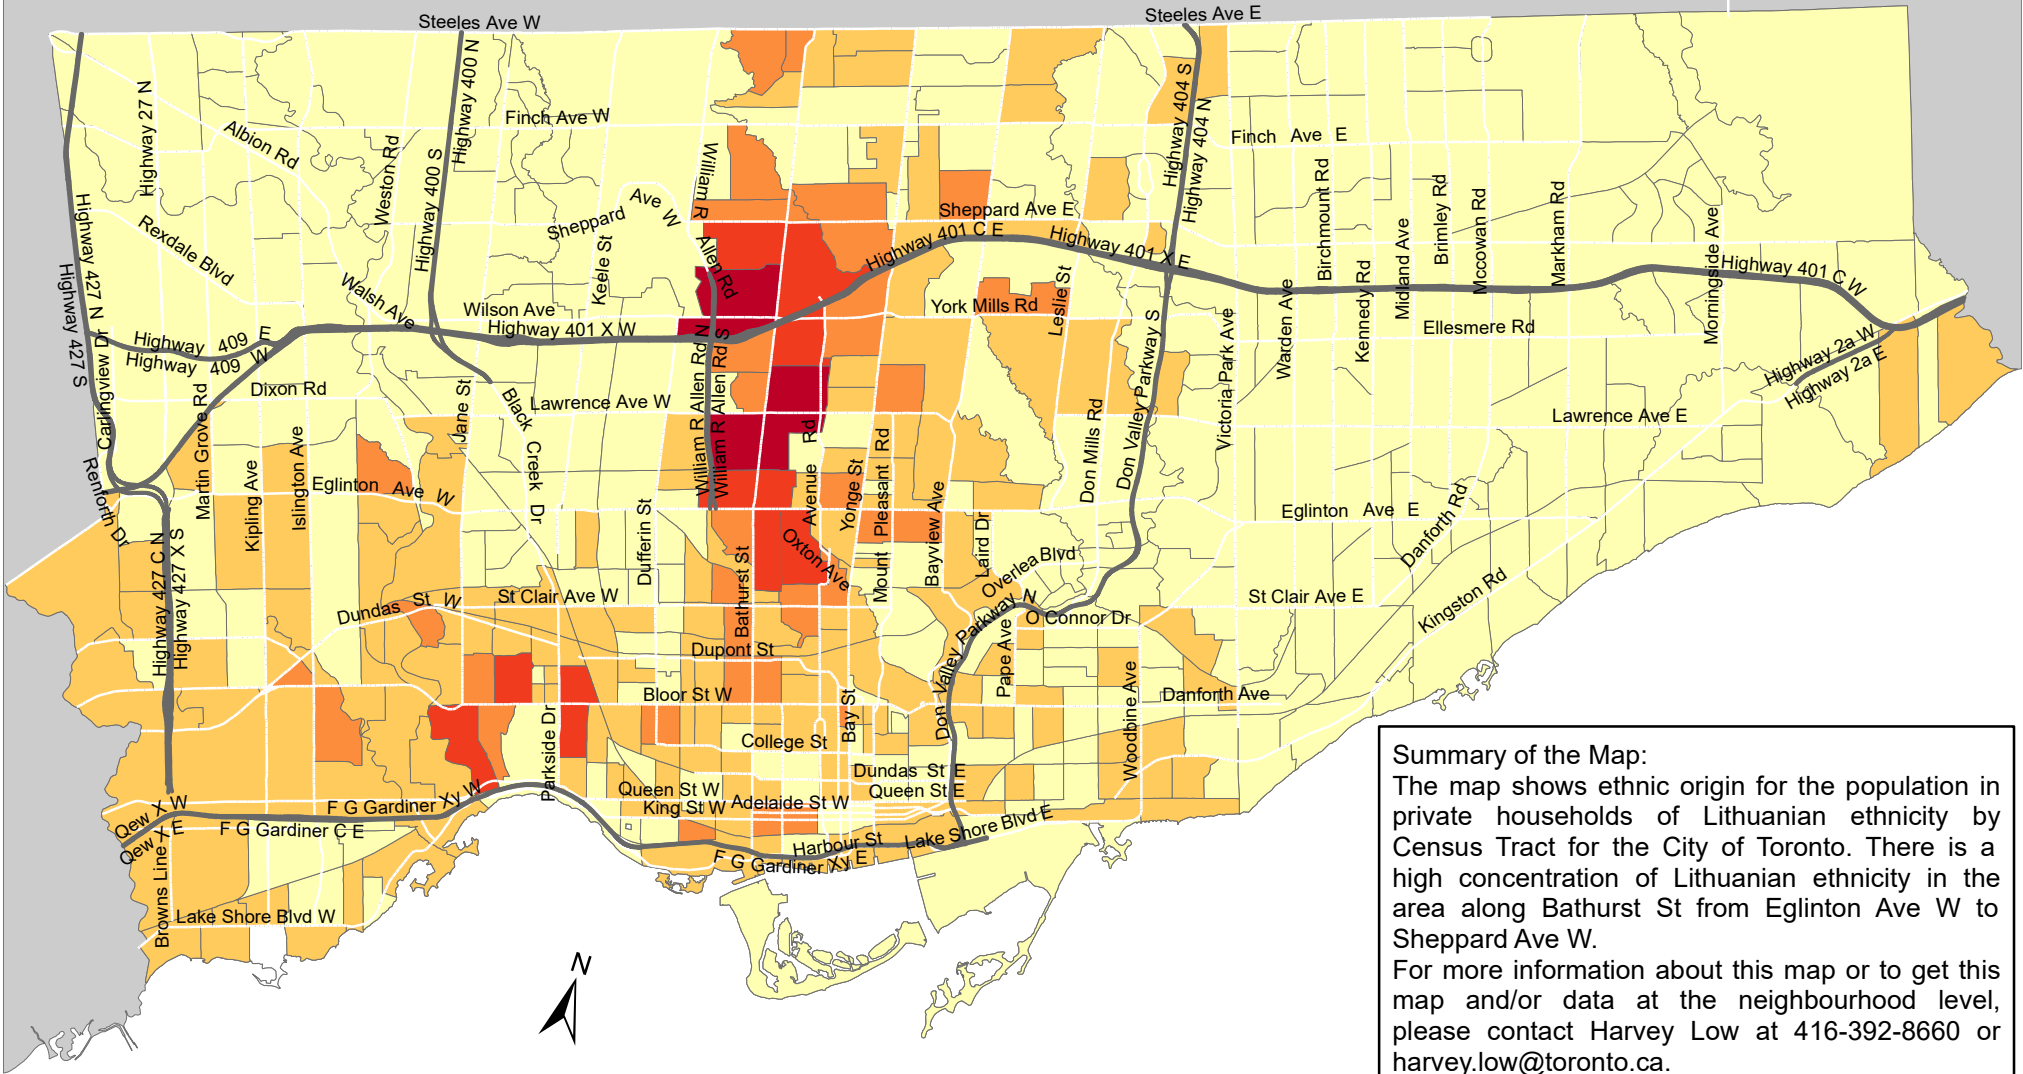 Steeles Ave W
Steeles Ave E
Highway 27 N
Highway 400 N
Highway 404 S
Highway 404 N
Albion Rd
Finch Ave W
Finch Ave E
Weston Rd
Highway 400 S
William R Allen Rd
Sheppard Ave W
Sheppard Ave E
Keele St
Rexdale Blvd
Highway 427 N
Highway 427 S
Walsh Ave
Wilson Ave
Highway 401 X W
Highway 401 C E
Highway 401 X E
Highway 401 C W
York Mills Rd
Leslie St
Birchmount Rd
Midland Ave
Brimley Rd
Mccowan Rd
Markham Rd
Morningside Ave
Kennedy Rd
Warden Ave
Victoria Park Ave
Ellesmere Rd
Highway 2a W
Highway 2a E
Highway 409 E
Highway 409 W
Carlingview Dr
Dixon Rd
Martin Grove Rd
Jane St
Black Creek Dr
Lawrence Ave W
Lawrence Ave E
William R Allen Rd N
William R Allen Rd S
Don Valley Parkway S
Don Mills Rd
Renforth Dr
Kipling Ave
Islington Ave
Eglinton Ave W
Eglinton Ave E
Avenue Rd
Yonge St
Mount Pleasant Rd
Bayview Ave
Laird Dr
Dufferin St
Bathurst St
Oxton Ave
Overlea Blvd
Danforth Rd
Kingston Rd
Highway 427 C N
Highway 427 X S
Dundas St W
St Clair Ave W
St Clair Ave E
Don Valley Parkway N
O Connor Dr
Pape Ave
Dupont St
Bloor St W
Bay St
Danforth Ave
Woodbine Ave
Parkside Dr
College St
Dundas St E
Queen St E
Queen St W
King St W
Adelaide St W
Qew X W
Qew X E
F G Gardiner Xy W
F G Gardiner C E
F G Gardiner Xy E
Harbour St
Lake Shore Blvd E
Browns Line
Lake Shore Blvd W
N
Summary of the Map:
The map shows ethnic origin for the population in
private households of Lithuanian ethnicity by
Census Tract for the City of Toronto. There is a
high concentration of Lithuanian ethnicity in the
area along Bathurst St from Eglinton Ave W to
Sheppard Ave W.
For more information about this map or to get this
map and/or data at the neighbourhood level,
please contact Harvey Low at 416-392-8660 or
harvey.low@toronto.ca.